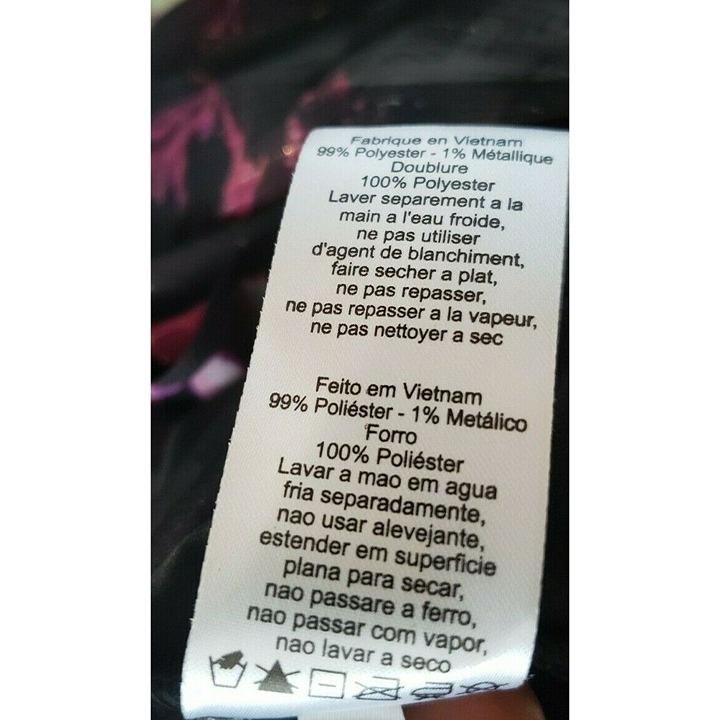 Fabrique en Vietnam
99% Polyester - 1% Métallique
Doublure
100% Polyester
Laver separement a la
main a l'eau froide,
ne pas utiliser
d'agent de blanchiment,
faire secher a plat,
ne pas repasser,
ne pas repasser a la vapeur,
ne pas nettoyer a sec
Feito em Vietnam
99% Poliéster - 1% Metálico
Forro
100% Poliéster
Lavar a mao em agua
fria separadamente,
nao usar alevejante,
estender em superficie
plana para secar,
nao passare a ferro,
nao passar com vapor,
nao lavar a seco